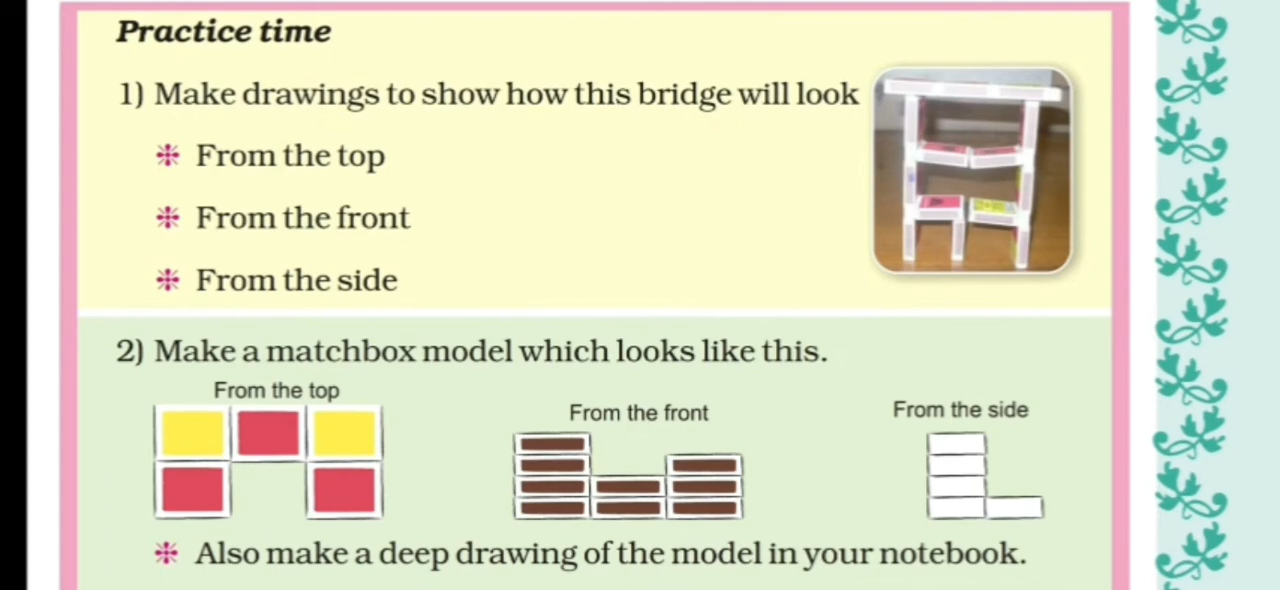 Practice time
1) Make drawings to show how this bridge will look
❉ From the top
❉ From the front
❉ From the side
2) Make a matchbox model which looks like this.
From the top
From the front
From the side
❉ Also make a deep drawing of the model in your notebook.